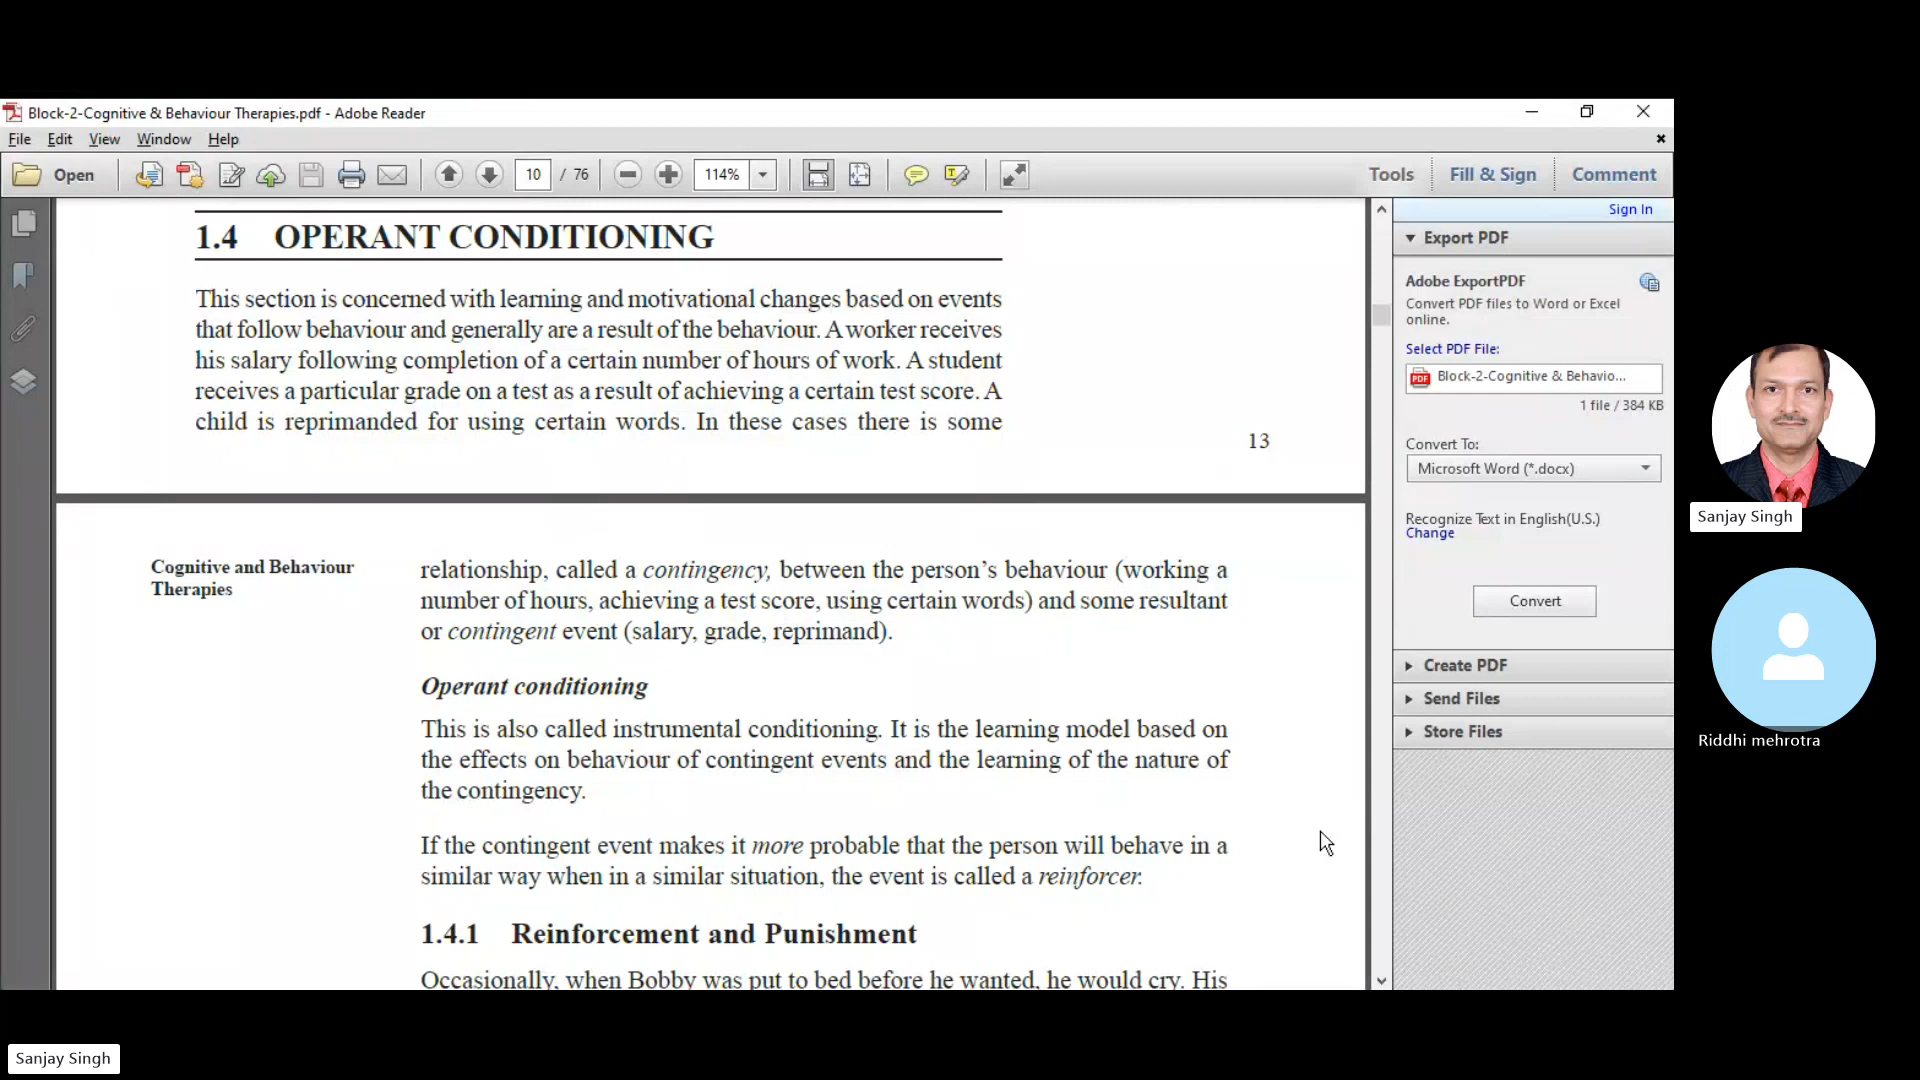 Block-2-Cognitive & Behaviour Therapies.pdf - Adobe Reader
File Edit View Window Help
Open 10 / 76 114% Tools Fill & Sign Comment
1.4 OPERANT CONDITIONING
This section is concerned with learning and motivational changes based on events
that follow behaviour and generally are a result of the behaviour. A worker receives
his salary following completion of a certain number of hours of work. A student
receives a particular grade on a test as a result of achieving a certain test score. A
child is reprimanded for using certain words. In these cases there is some
13
Cognitive and Behaviour
Therapies
relationship, called a contingency, between the person's behaviour (working a
number of hours, achieving a test score, using certain words) and some resultant
or contingent event (salary, grade, reprimand).
Operant conditioning
This is also called instrumental conditioning. It is the learning model based on
the effects on behaviour of contingent events and the learning of the nature of
the contingency.
If the contingent event makes it more probable that the person will behave in a
similar way when in a similar situation, the event is called a reinforcer.
1.4.1 Reinforcement and Punishment
Occasionally, when Bobby was put to bed before he wanted, he would cry. His
Sign In
Export PDF
Adobe ExportPDF
Convert PDF files to Word or Excel
online.
Select PDF File:
PDF Block-2-Cognitive & Behavio...
1 file / 384 KB
Convert To:
Microsoft Word (*.docx)
Recognize Text in English(U.S.)
Change
Convert
Create PDF
Send Files
Store Files
Sanjay Singh
Riddhi mehrotra
Sanjay Singh